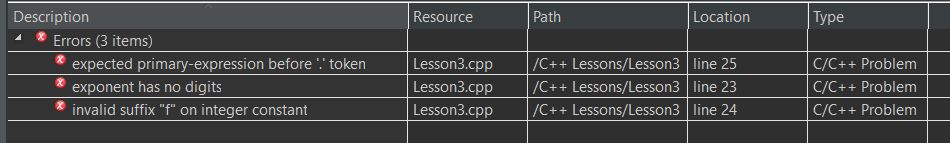 Description Resource Path Location Type
Errors (3 items)
expected primary-expression before '.' token Lesson3.cpp /C++ Lessons/Lesson3 line 25 C/C++ Problem
exponent has no digits Lesson3.cpp /C++ Lessons/Lesson3 line 23 C/C++ Problem
invalid suffix "f" on integer constant Lesson3.cpp /C++ Lessons/Lesson3 line 24 C/C++ Problem